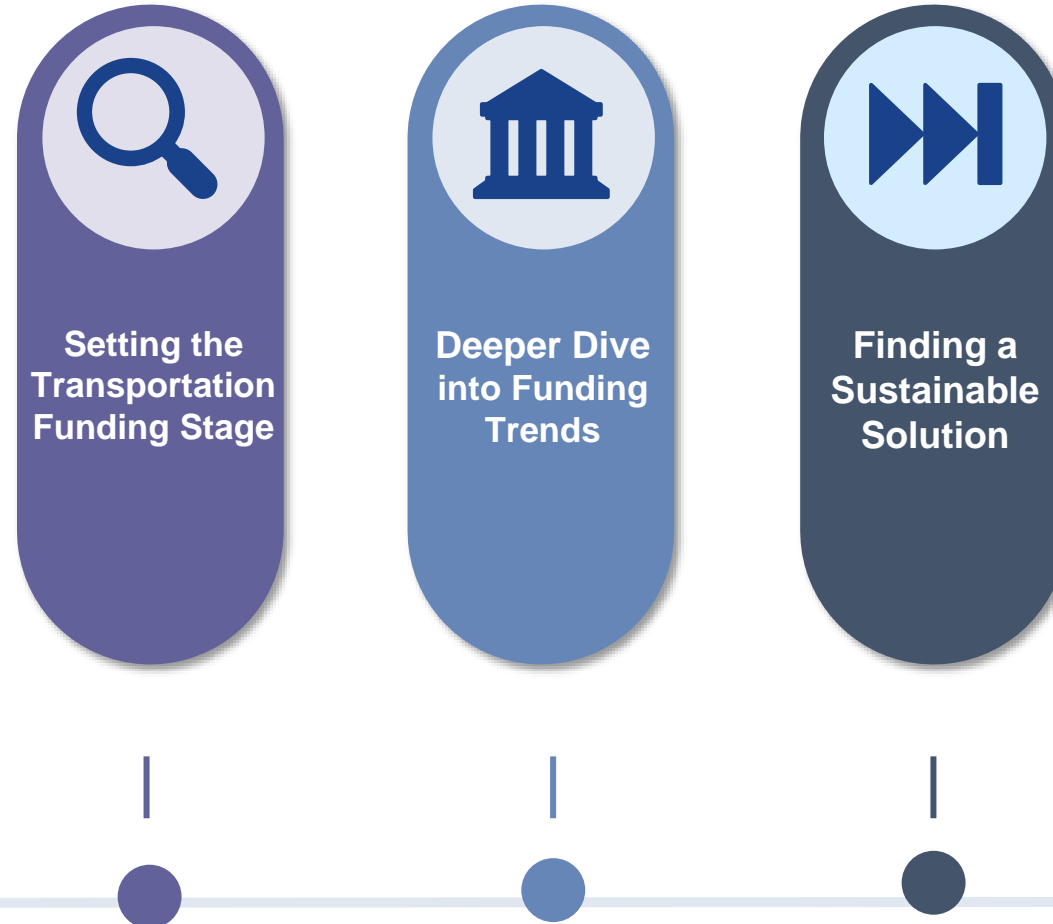 Setting the
Transportation
Funding Stage
Deeper Dive
into Funding
Trends
Finding a
Sustainable
Solution